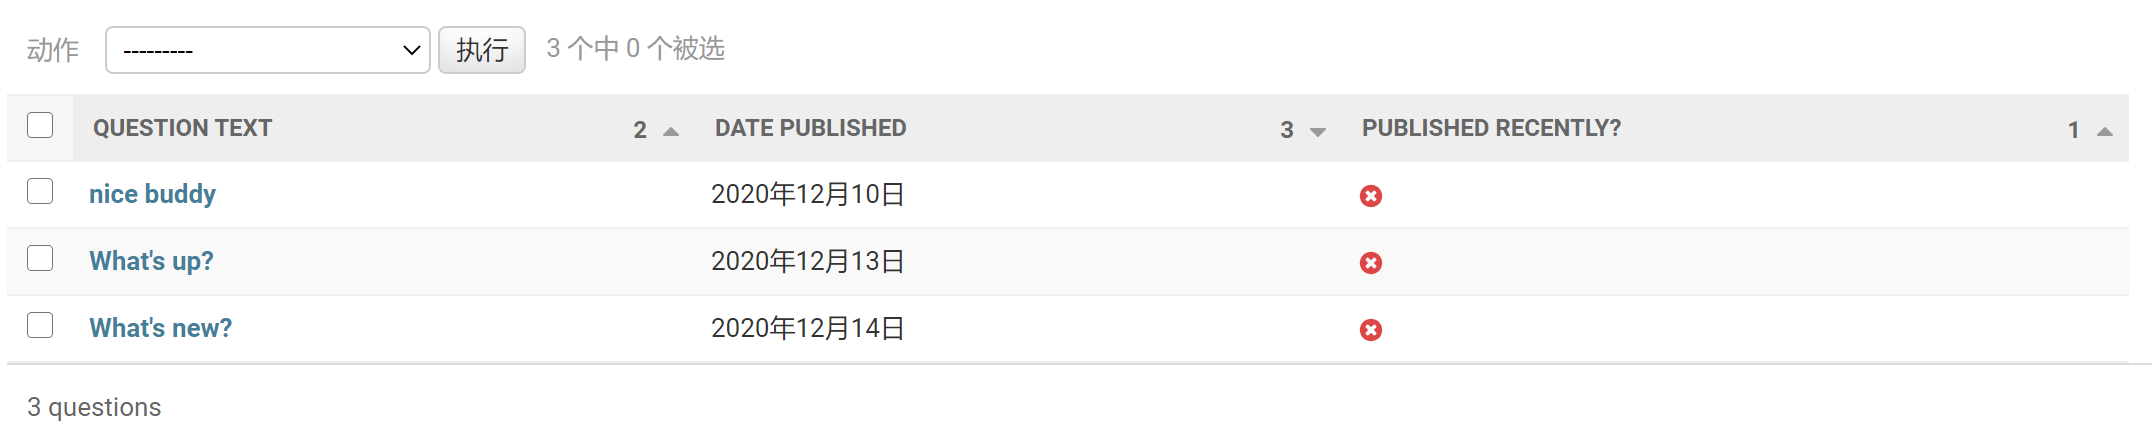 动作 --------- 执行 3 个中 0 个被选
QUESTION TEXT 2 DATE PUBLISHED 3 PUBLISHED RECENTLY? 1
nice buddy 2020年12月10日
What's up? 2020年12月13日
What's new? 2020年12月14日
3 questions